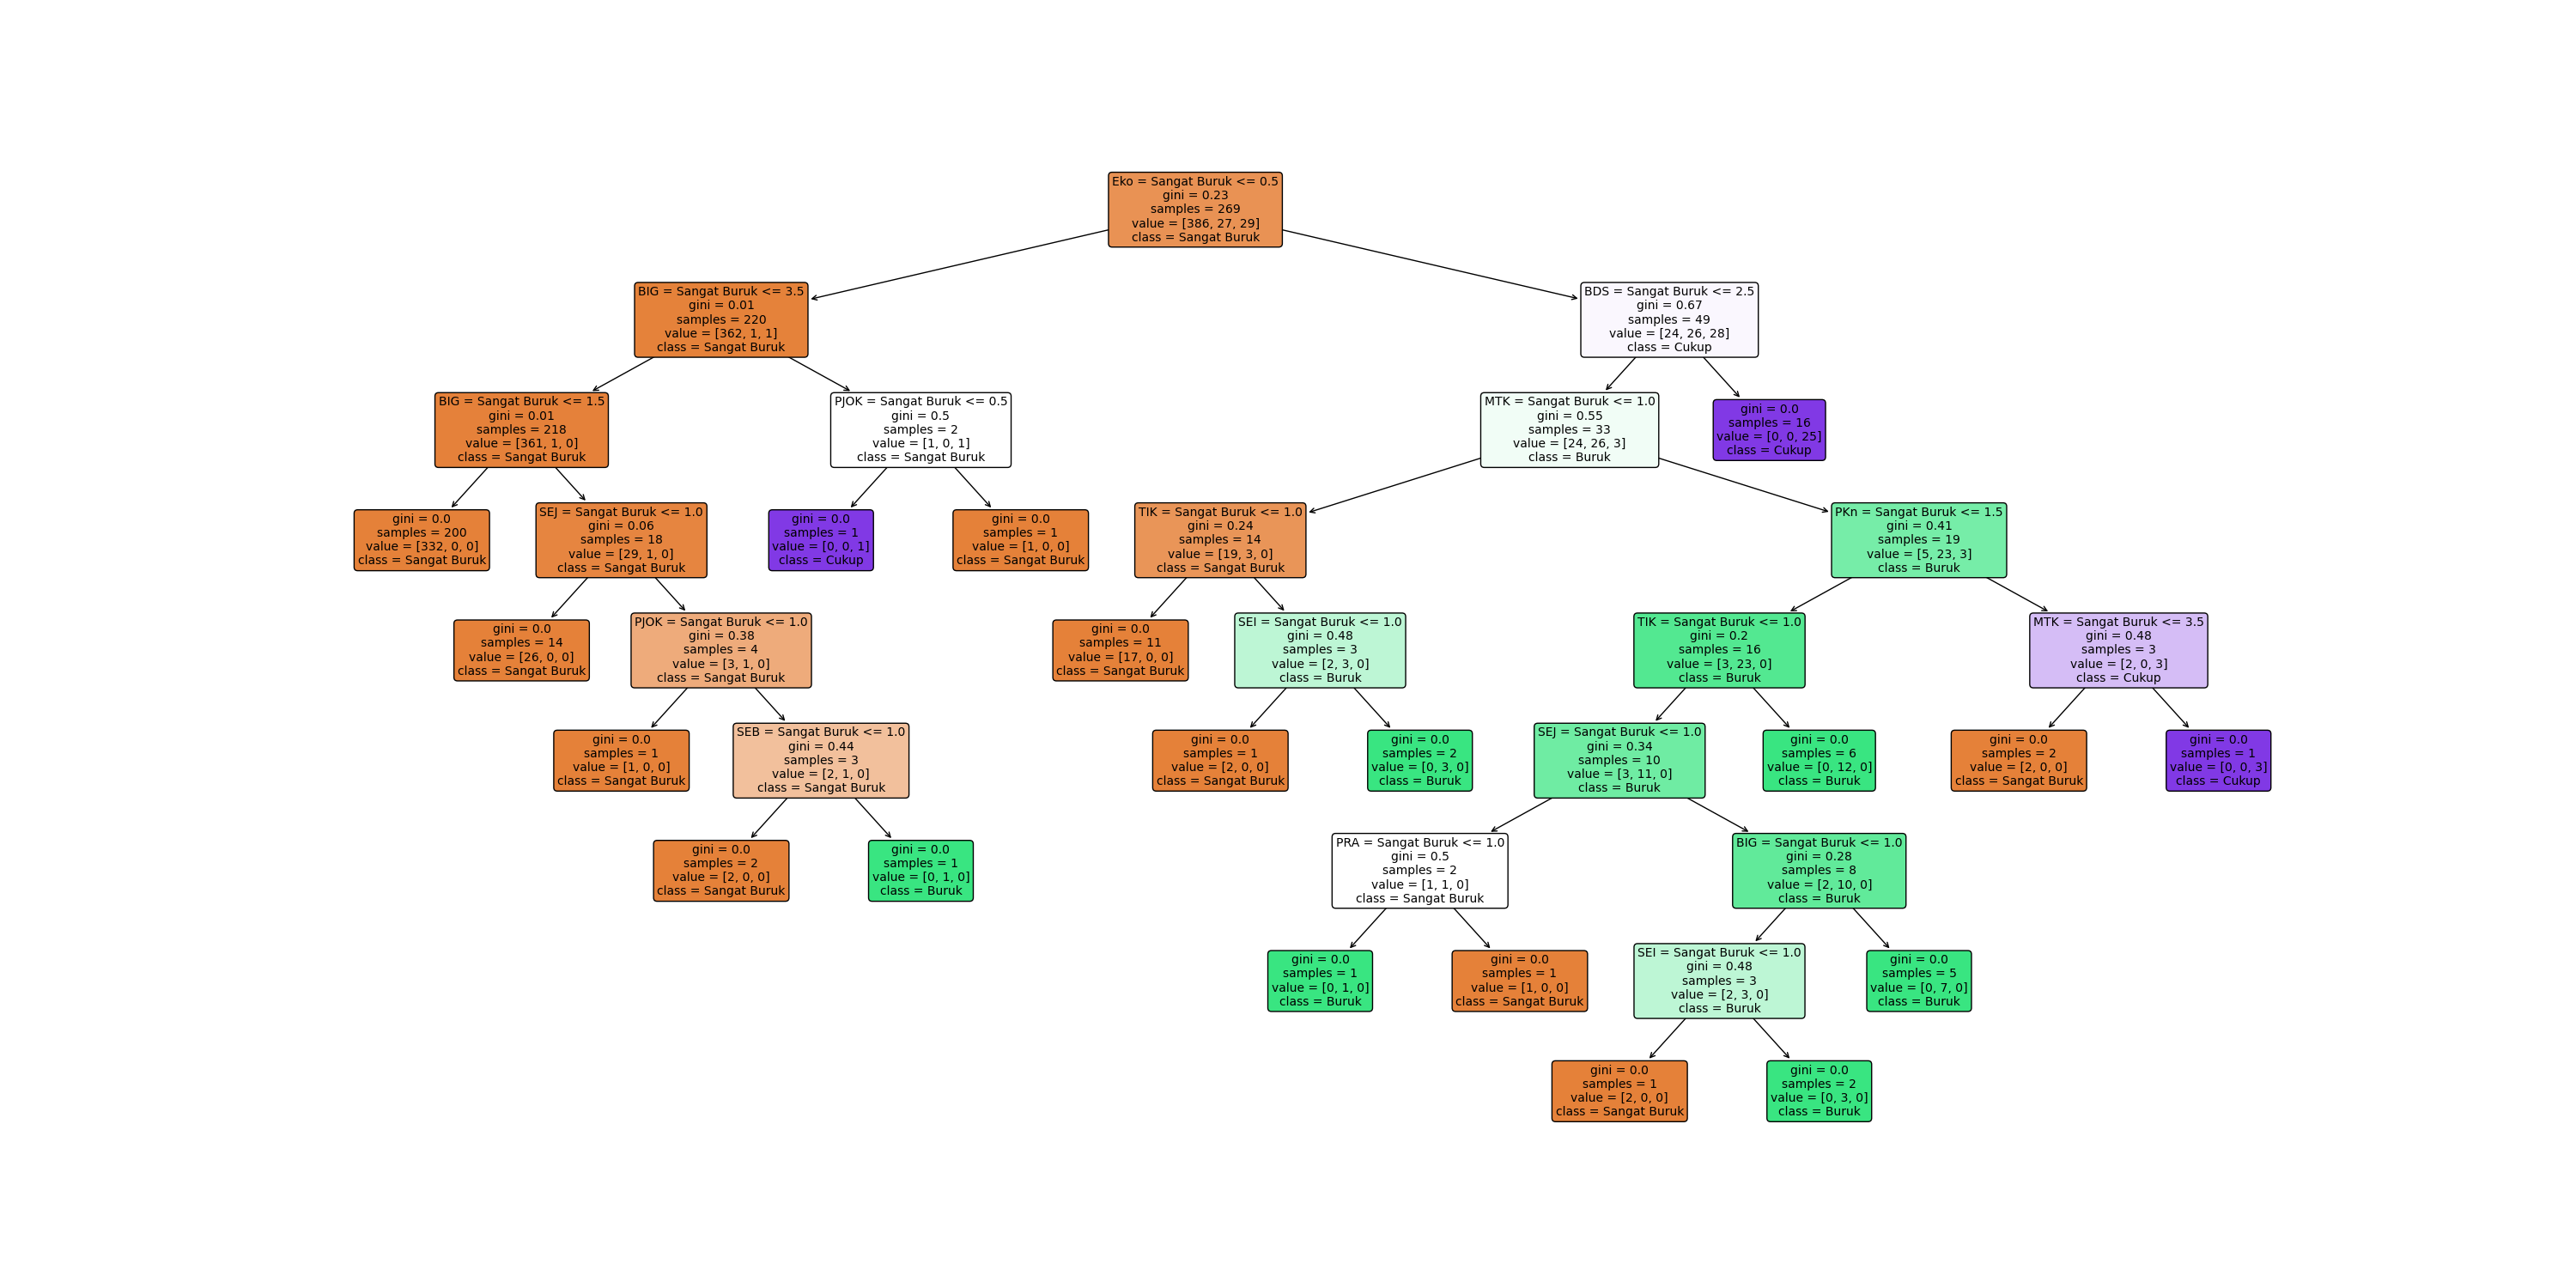 Eko = Sangat Buruk <= 0.5
gini = 0.23
samples = 269
value = [386, 27, 29]
class = Sangat Buruk
BIG = Sangat Buruk <= 3.5
gini = 0.01
samples = 220
value = [362, 1, 1]
class = Sangat Buruk
BDS = Sangat Buruk <= 2.5
gini = 0.67
samples = 49
value = [24, 26, 28]
class = Cukup
BIG = Sangat Buruk <= 1.5
gini = 0.01
samples = 218
value = [361, 1, 0]
class = Sangat Buruk
PJOK = Sangat Buruk <= 0.5
gini = 0.5
samples = 2
value = [1, 0, 1]
class = Sangat Buruk
MTK = Sangat Buruk <= 1.0
gini = 0.55
samples = 33
value = [24, 26, 3]
class = Buruk
gini = 0.0
samples = 16
value = [0, 0, 25]
class = Cukup
gini = 0.0
samples = 200
value = [332, 0, 0]
class = Sangat Buruk
SEJ = Sangat Buruk <= 1.0
gini = 0.06
samples = 18
value = [29, 1, 0]
class = Sangat Buruk
gini = 0.0
samples = 1
value = [0, 0, 1]
class = Cukup
gini = 0.0
samples = 1
value = [1, 0, 0]
class = Sangat Buruk
TIK = Sangat Buruk <= 1.0
gini = 0.24
samples = 14
value = [19, 3, 0]
class = Sangat Buruk
PKn = Sangat Buruk <= 1.5
gini = 0.41
samples = 19
value = [5, 23, 3]
class = Buruk
gini = 0.0
samples = 14
value = [26, 0, 0]
class = Sangat Buruk
PJOK = Sangat Buruk <= 1.0
gini = 0.38
samples = 4
value = [3, 1, 0]
class = Sangat Buruk
gini = 0.0
samples = 11
value = [17, 0, 0]
class = Sangat Buruk
SEI = Sangat Buruk <= 1.0
gini = 0.48
samples = 3
value = [2, 3, 0]
class = Buruk
TIK = Sangat Buruk <= 1.0
gini = 0.2
samples = 16
value = [3, 23, 0]
class = Buruk
MTK = Sangat Buruk <= 3.5
gini = 0.48
samples = 3
value = [2, 0, 3]
class = Cukup
gini = 0.0
samples = 1
value = [1, 0, 0]
class = Sangat Buruk
SEB = Sangat Buruk <= 1.0
gini = 0.44
samples = 3
value = [2, 1, 0]
class = Sangat Buruk
gini = 0.0
samples = 1
value = [2, 0, 0]
class = Sangat Buruk
gini = 0.0
samples = 2
value = [0, 3, 0]
class = Buruk
SEJ = Sangat Buruk <= 1.0
gini = 0.34
samples = 10
value = [3, 11, 0]
class = Buruk
gini = 0.0
samples = 6
value = [0, 12, 0]
class = Buruk
gini = 0.0
samples = 2
value = [2, 0, 0]
class = Sangat Buruk
gini = 0.0
samples = 1
value = [0, 0, 3]
class = Cukup
gini = 0.0
samples = 2
value = [2, 0, 0]
class = Sangat Buruk
gini = 0.0
samples = 1
value = [0, 1, 0]
class = Buruk
PRA = Sangat Buruk <= 1.0
gini = 0.5
samples = 2
value = [1, 1, 0]
class = Sangat Buruk
BIG = Sangat Buruk <= 1.0
gini = 0.28
samples = 8
value = [2, 10, 0]
class = Buruk
gini = 0.0
samples = 1
value = [0, 1, 0]
class = Buruk
gini = 0.0
samples = 1
value = [1, 0, 0]
class = Sangat Buruk
SEI = Sangat Buruk <= 1.0
gini = 0.48
samples = 3
value = [2, 3, 0]
class = Buruk
gini = 0.0
samples = 5
value = [0, 7, 0]
class = Buruk
gini = 0.0
samples = 1
value = [2, 0, 0]
class = Sangat Buruk
gini = 0.0
samples = 2
value = [0, 3, 0]
class = Buruk